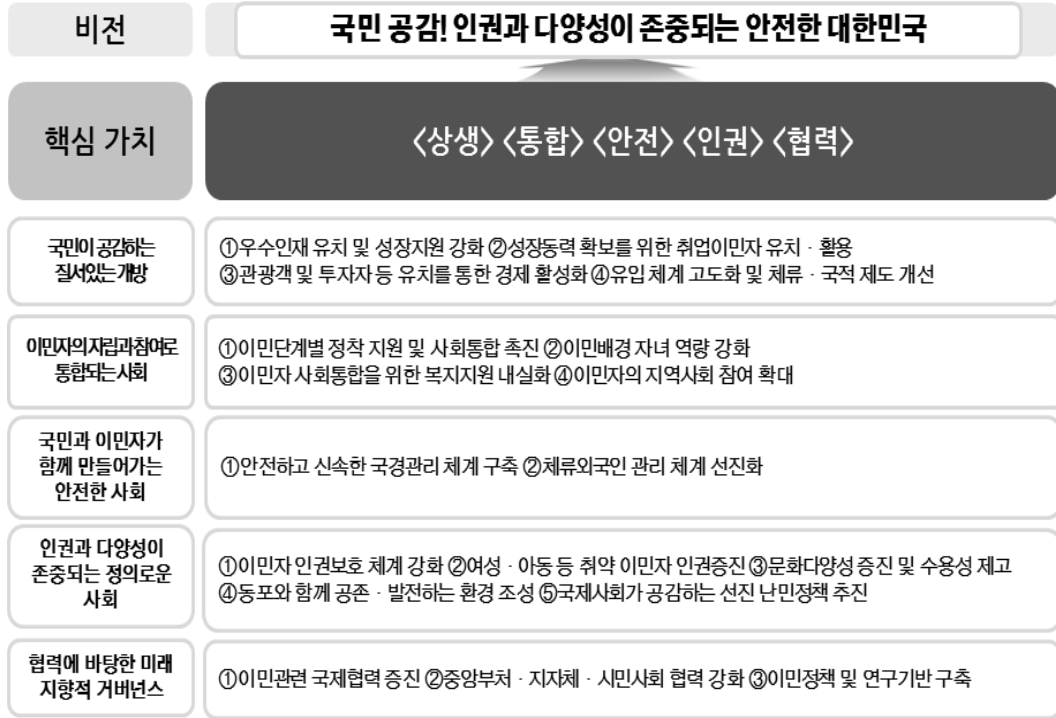 비전
국민 공감! 인권과 다양성이 존중되는 안전한 대한민국
핵심 가치
〈상생〉 〈통합〉 〈안전〉 〈인권〉 〈협력〉
국민이 공감하는
질서있는 개방
①우수인재 유치 및 성장지원 강화 ②성장동력 확보를 위한 취업이민자 유치 · 활용
③관광객 및 투자자 등 유치를 통한 경제 활성화 ④유입 체계 고도화 및 체류 · 국적 제도 개선
이민자의 자립과 참여로
통합되는 사회
①이민단계별 정착 지원 및 사회통합 촉진 ②이민배경 자녀 역량 강화
③이민자 사회통합을 위한 복지지원 내실화 ④이민자의 지역사회 참여 확대
국민과 이민자가
함께 만들어가는
안전한 사회
①안전하고 신속한 국경관리 체계 구축 ②체류외국인 관리 체계 선진화
인권과 다양성이
존중되는 정의로운
사회
①이민자 인권보호 체계 강화 ②여성 · 아동 등 취약 이민자 인권증진 ③문화다양성 증진 및 수용성 제고
④동포와 함께 공존 · 발전하는 환경 조성 ⑤국제사회가 공감하는 선진 난민정책 추진
협력에 바탕한 미래
지향적 거버넌스
①이민관련 국제협력 증진 ②중앙부처 · 지자체 · 시민사회 협력 강화 ③이민정책 및 연구기반 구축